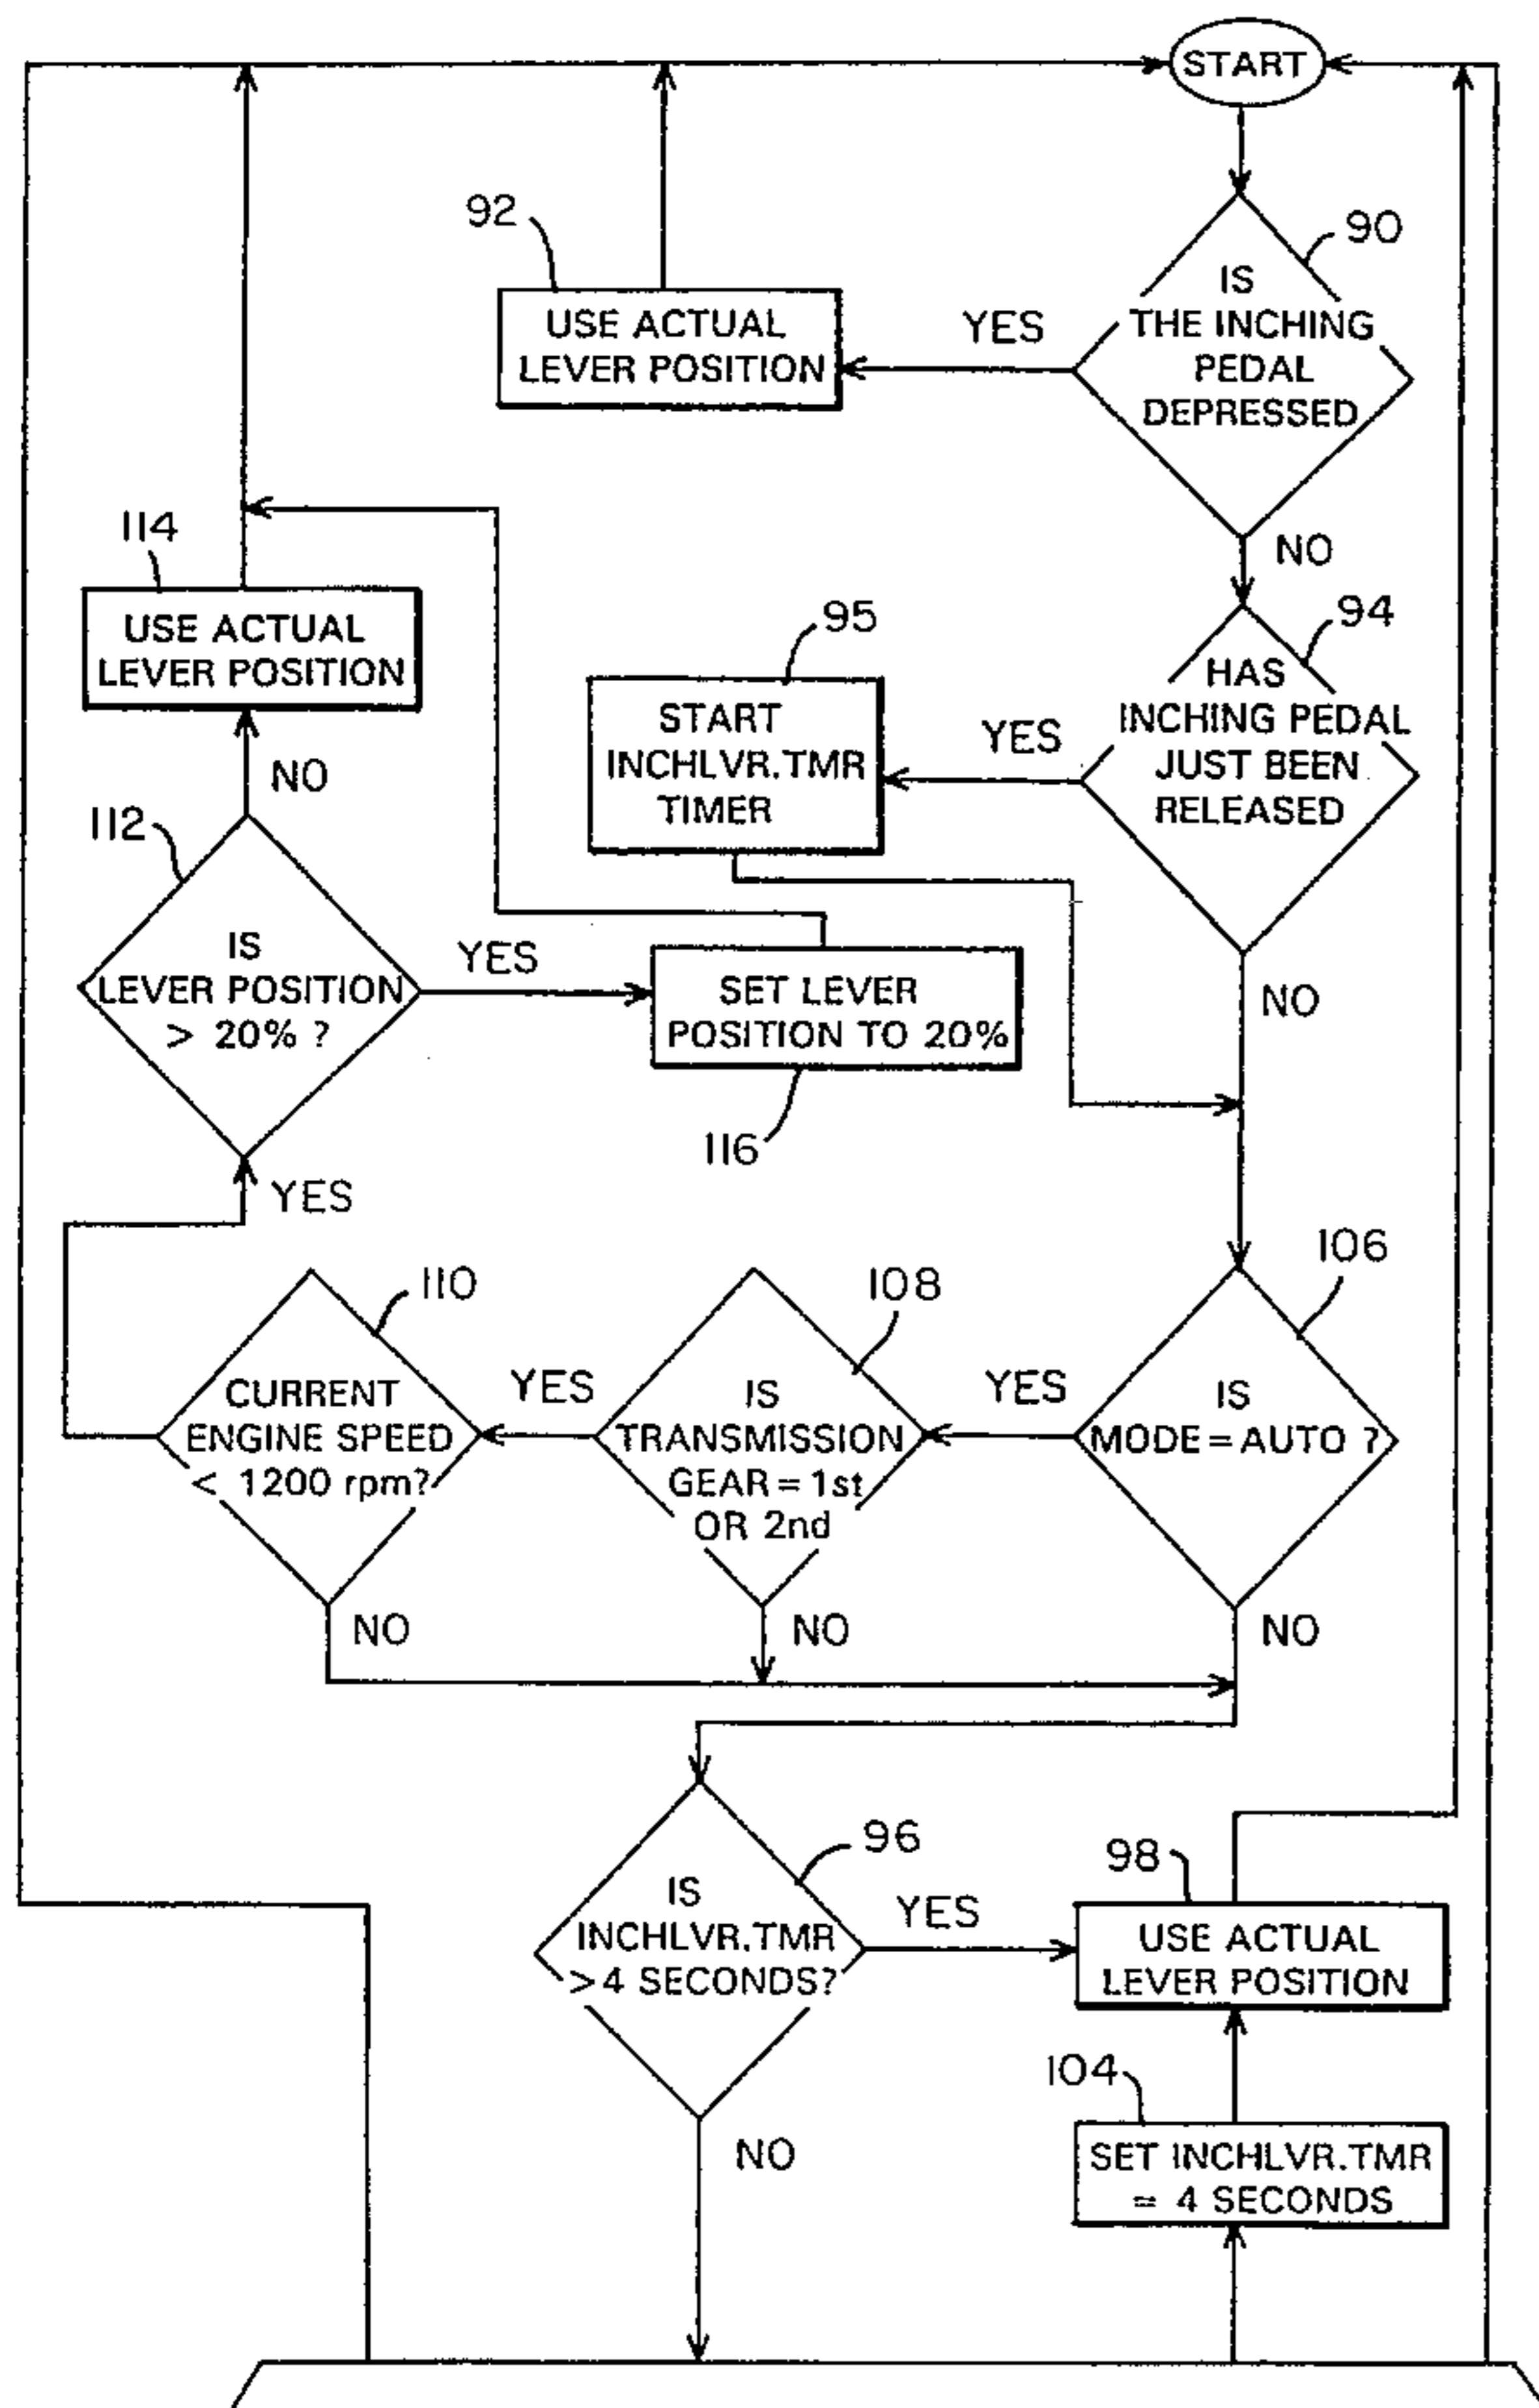 START
92
90
IS
THE INCHING
PEDAL
DEPRESSED
YES
USE ACTUAL
LEVER POSITION
NO
114
USE ACTUAL
LEVER POSITION
95
94
HAS
INCHING PEDAL
JUST BEEN
RELEASED
YES
START
INCHLVR.TMR
TIMER
NO
112
IS
LEVER POSITION
> 20% ?
YES
SET LEVER
POSITION TO 20%
NO
116
YES
110
108
106
CURRENT
ENGINE SPEED
< 1200 rpm?
YES
IS
TRANSMISSION
GEAR = 1st
OR 2nd
YES
IS
MODE = AUTO ?
NO
NO
NO
96
98
IS
INCHLVR.TMR
>4 SECONDS?
YES
USE ACTUAL
LEVER POSITION
104
NO
SET INCHLVR.TMR
= 4 SECONDS